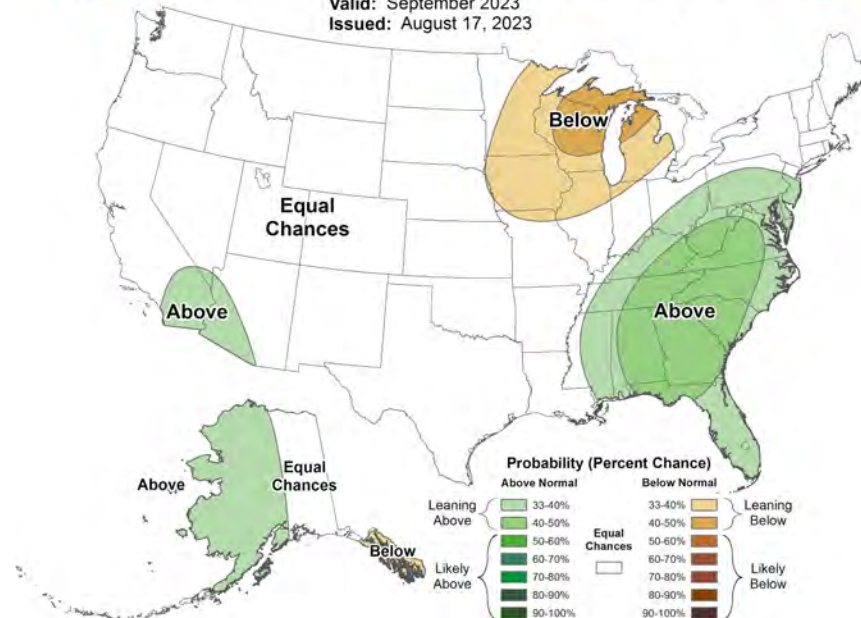 Valid: September 2023
Issued: August 17, 2023
Below
Equal
Chances
Above
Above
Above
Equal
Chances
Below
Probability (Percent Chance)
Above Normal
Below Normal
Leaning
Above
33-40%
40-50%
50-60%
60-70%
70-80%
80-90%
90-100%
Likely
Above
Equal
Chances
33-40%
40-50%
50-60%
60-70%
70-80%
80-90%
90-100%
Leaning
Below
Likely
Below